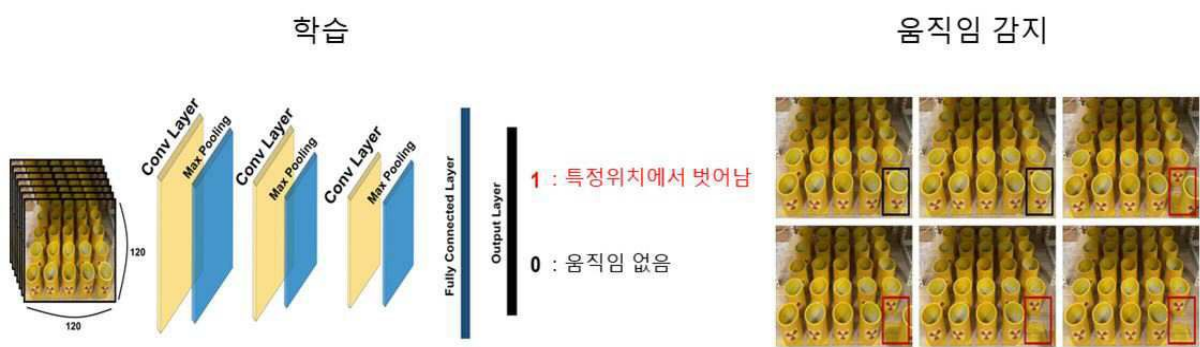 학습
움직임 감지
Conv Layer
Max Pooling
Conv Layer
Max Pooling
Conv Layer
Max Pooling
Fully Connected Layer
Output Layer
1 : 특정위치에서 벗어남
0 : 움직임 없음
120
120